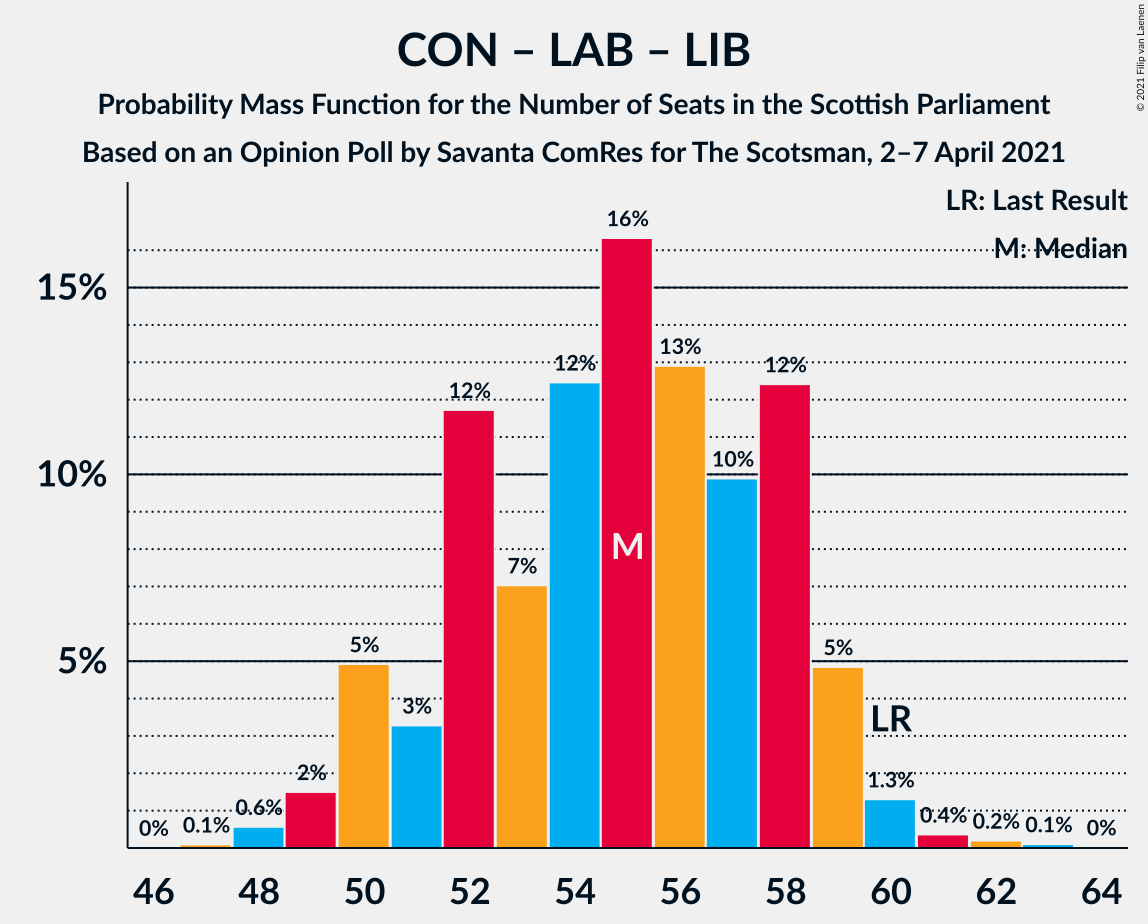 CON – LAB – LIB
Probability Mass Function for the Number of Seats in the Scottish Parliament
Based on an Opinion Poll by Savanta ComRes for The Scotsman, 2–7 April 2021
© 2021 Filip van Laenen
LR: Last Result
M: Median
15%
10%
5%
0%
0.1%
0.6%
2%
5%
3%
12%
7%
12%
16%
13%
10%
12%
5%
1.3%
0.4%
0.2%
0.1%
0%
M
LR
46 48 50 52 54 56 58 60 62 64